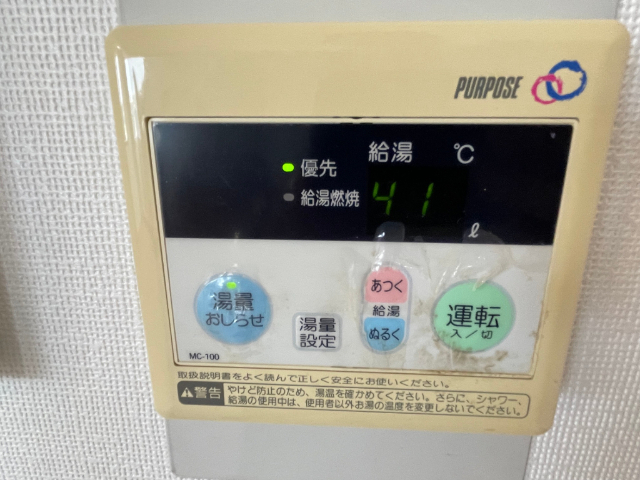 PURPOSE
給湯 ℃
優先
給湯燃焼
41
ℓ
湯量
おしらせ
湯量
設定
あつく
給湯
ぬるく
運転
入/切
MC-100
取扱説明書をよく読んで正しく安全にお使いください。
警告
やけど防止のため、湯温を確かめてください。さらに、シャワー、
給湯の使用中は、使用者以外お湯の温度を変更しないでください。